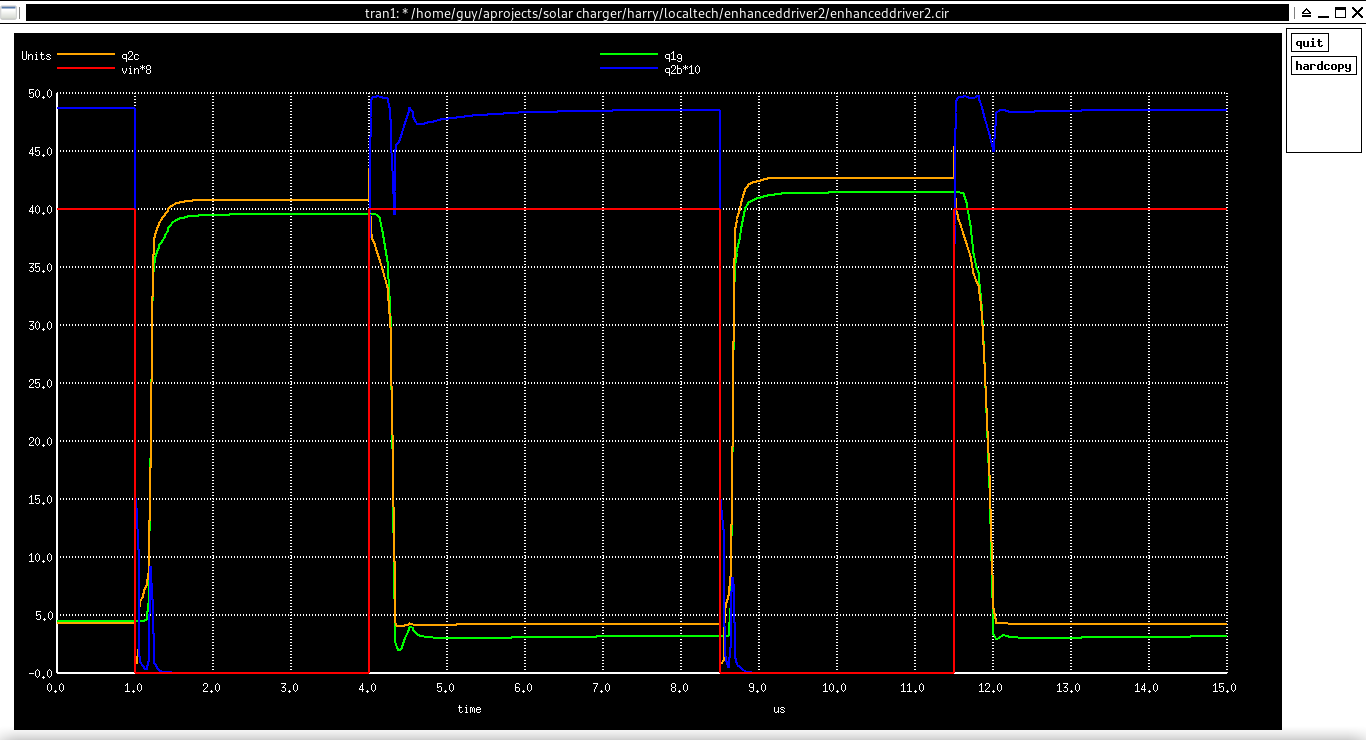 tran1: * /home/guy/aprojects/solar charger/harry/localtech/enhanceddriver2/enhanceddriver2.cir
quit
hardcopy
Units q2c q1g
vin*8 q2b*10
50.0
45.0
40.0
35.0
30.0
25.0
20.0
15.0
10.0
5.0
-0.0
0.0 1.0 2.0 3.0 4.0 5.0 6.0 7.0 8.0 9.0 10.0 11.0 12.0 13.0 14.0 15.0
time us